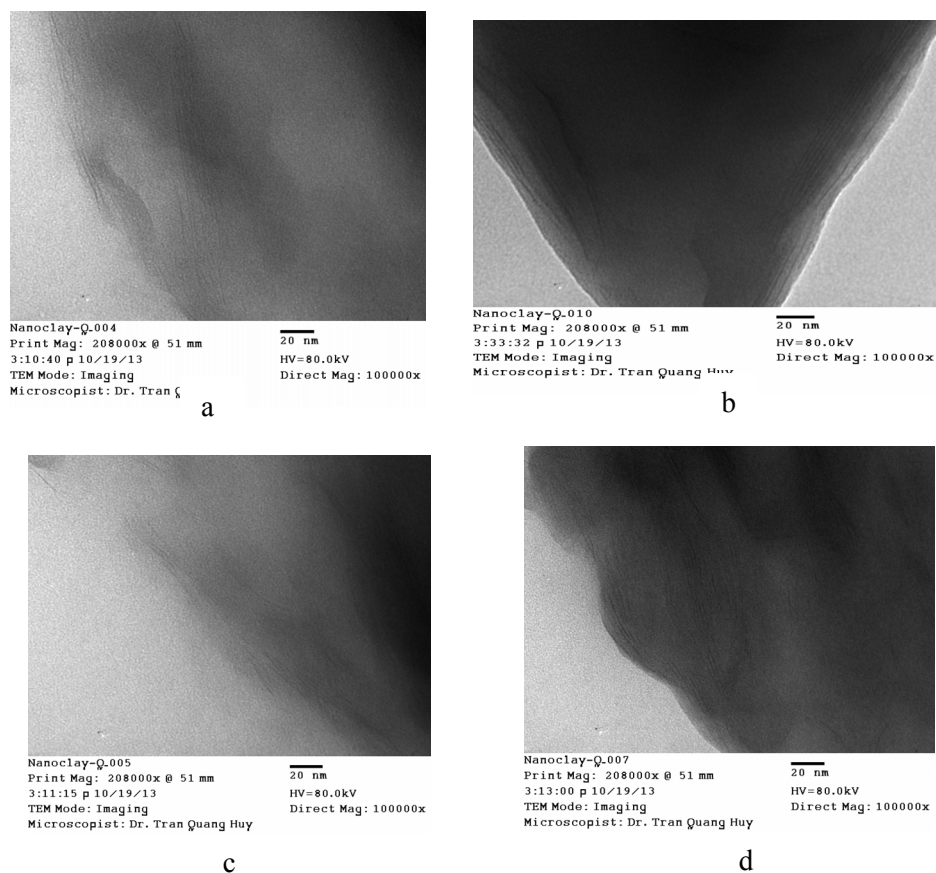 Nanoclay-Q-004
Print Mag: 208000x @ 51 mm
3:10:40 p 10/19/13
TEM Mode: Imaging
Microscopist: Dr. Tran
20 nm
HV=80.0kV
Direct Mag: 100000x
a
Nanoclay-Q-010
Print Mag: 208000x @ 51 mm
3:33:32 p 10/19/13
TEM Mode: Imaging
Microscopist: Dr. Tran Quang Huy
20 nm
HV=80.0kV
Direct Mag: 100000x
b
Nanoclay-Q-005
Print Mag: 208000x @ 51 mm
3:11:15 p 10/19/13
TEM Mode: Imaging
Microscopist: Dr. Tran Quang Huy
20 nm
HV=80.0kV
Direct Mag: 100000x
c
Nanoclay-Q-007
Print Mag: 208000x @ 51 mm
3:13:00 p 10/19/13
TEM Mode: Imaging
Microscopist: Dr. Tran Quang Huy
20 nm
HV=80.0kV
Direct Mag: 100000x
d